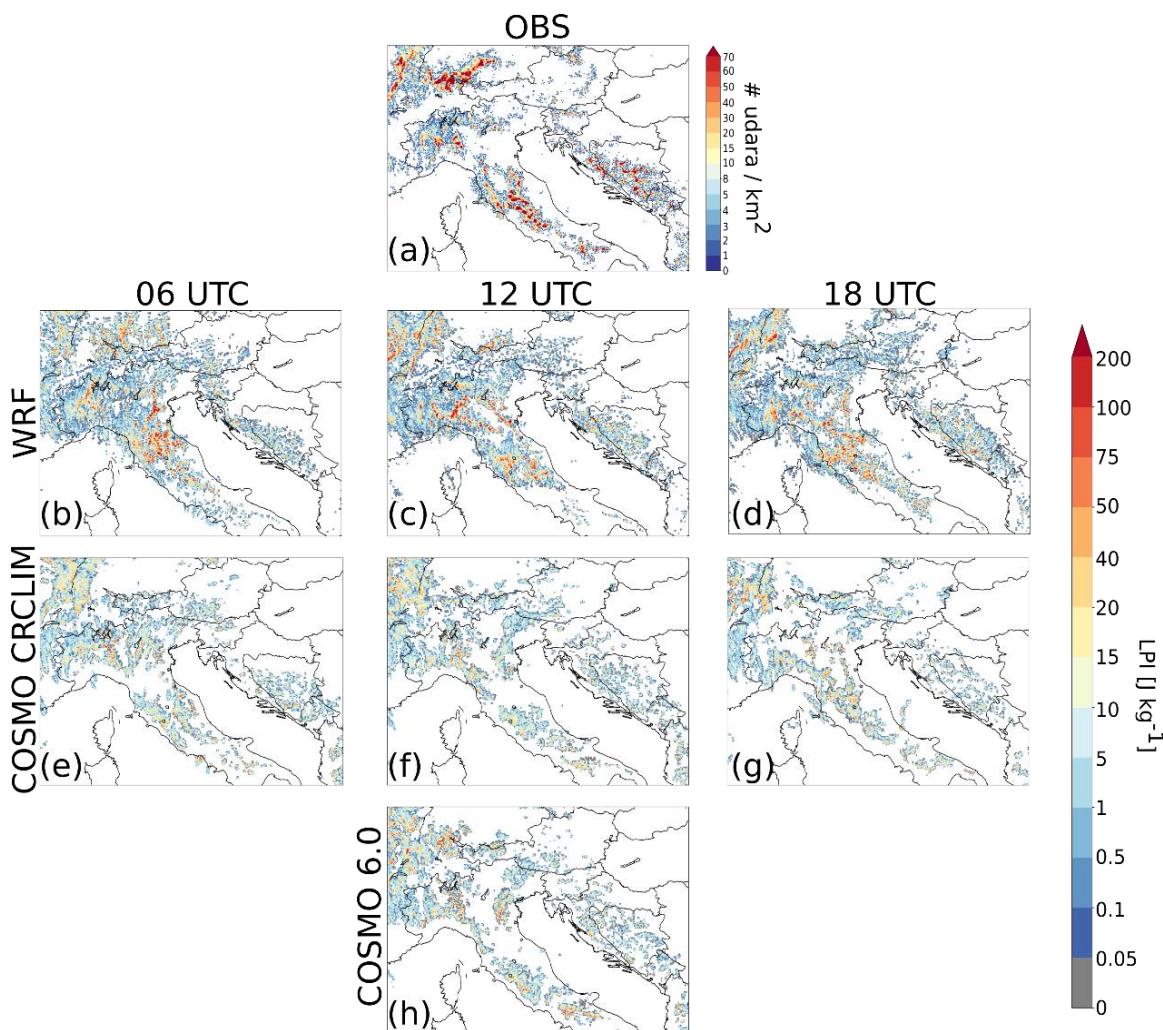 OBS
70
60
50
40
30
20
15
10
8
5
4
3
2
1
0
# udara / km²
(a)
06 UTC
12 UTC
18 UTC
WRF
(b)
(c)
(d)
COSMO CRCLIM
(e)
(f)
(g)
COSMO 6.0
(h)
200
100
75
50
40
20
15
10
5
1
0.5
0.1
0.05
0
LPI [J kg⁻¹]